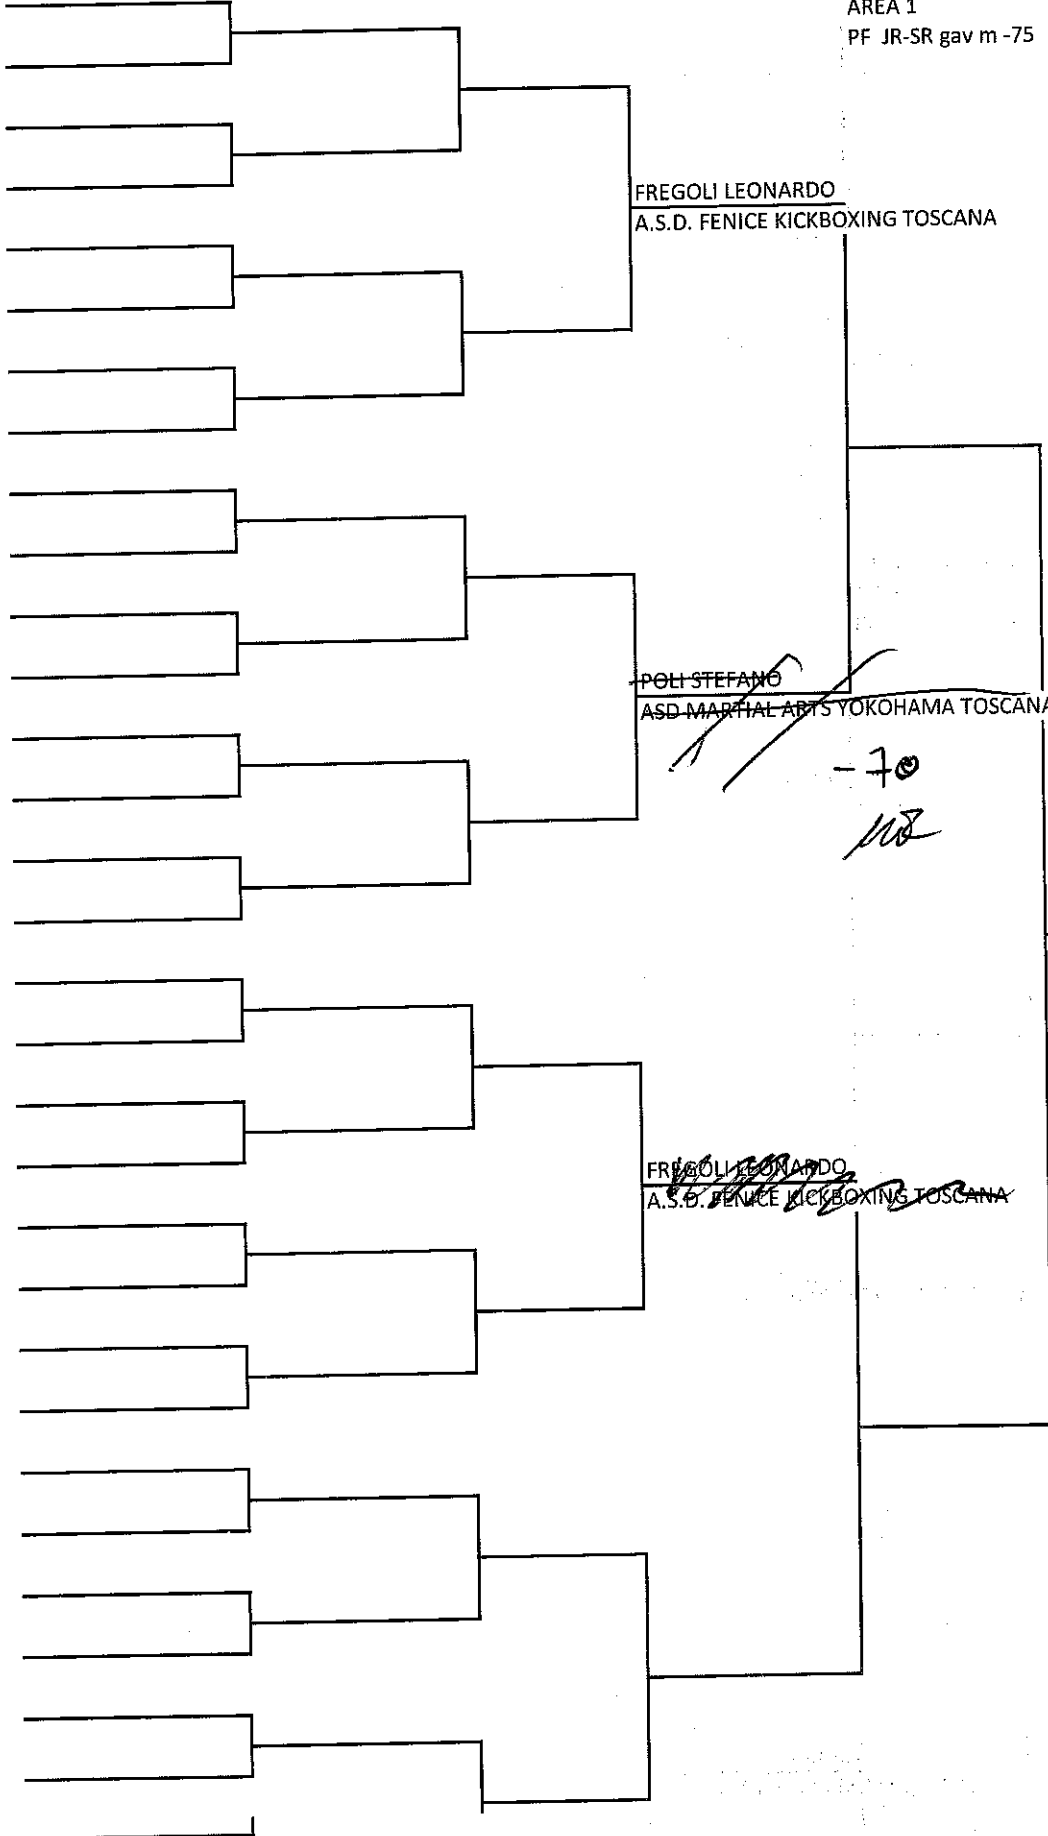 AREA 1
PF JR-SR gav m -75
FREGOLI LEONARDO
A.S.D. FENICE KICKBOXING TOSCANA
POLI STEFANO
ASD MARTIAL ARTS YOKOHAMA TOSCANA
- 70
FREGOLI LEONARDO
A.S.D. FENICE KICKBOXING TOSCANA